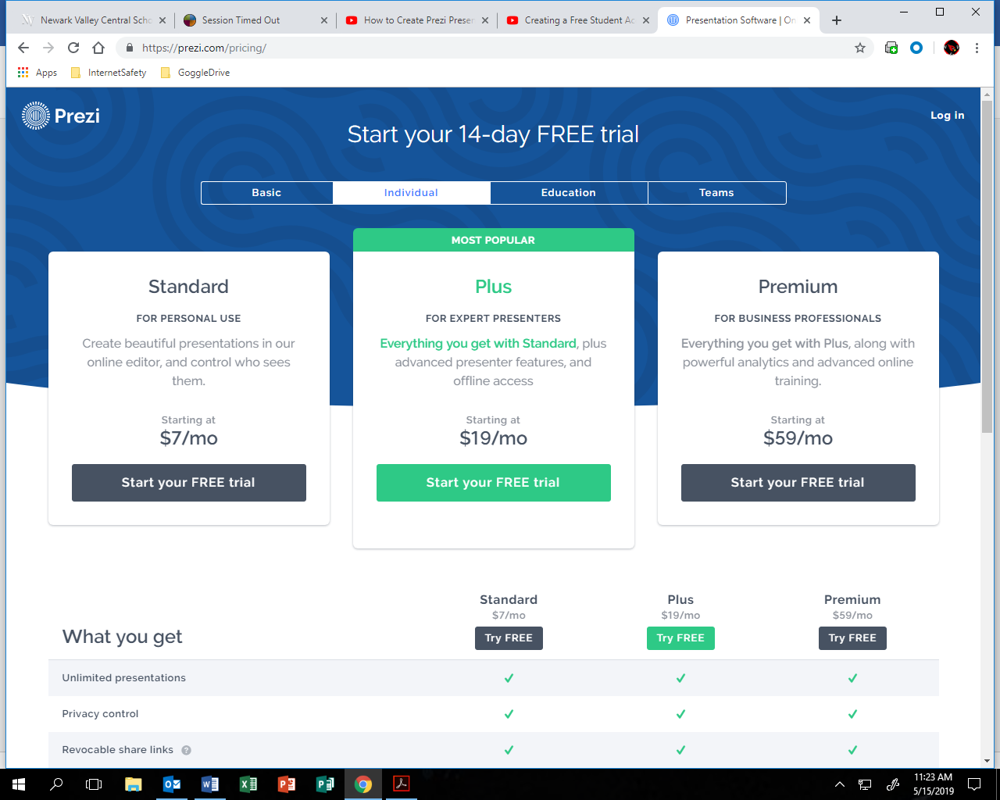 Newark Valley Central Scho
Session Timed Out
How to Create Prezi Preser
Creating a Free Student Ac
Presentation Software | On
https://prezi.com/pricing/
Apps
InternetSafety
GoggleDrive
Prezi
Log in
Start your 14-day FREE trial
Basic
Individual
Education
Teams
MOST POPULAR
Standard
FOR PERSONAL USE
Create beautiful presentations in our
online editor, and control who sees
them.
Starting at
$7/mo
Start your FREE trial
Plus
FOR EXPERT PRESENTERS
Everything you get with Standard, plus
advanced presenter features, and
offline access
Starting at
$19/mo
Start your FREE trial
Premium
FOR BUSINESS PROFESSIONALS
Everything you get with Plus, along with
powerful analytics and advanced online
training.
Starting at
$59/mo
Start your FREE trial
What you get
Standard
$7/mo
Try FREE
Plus
$19/mo
Try FREE
Premium
$59/mo
Try FREE
Unlimited presentations
Privacy control
Revocable share links ?
11:23 AM
5/15/2019